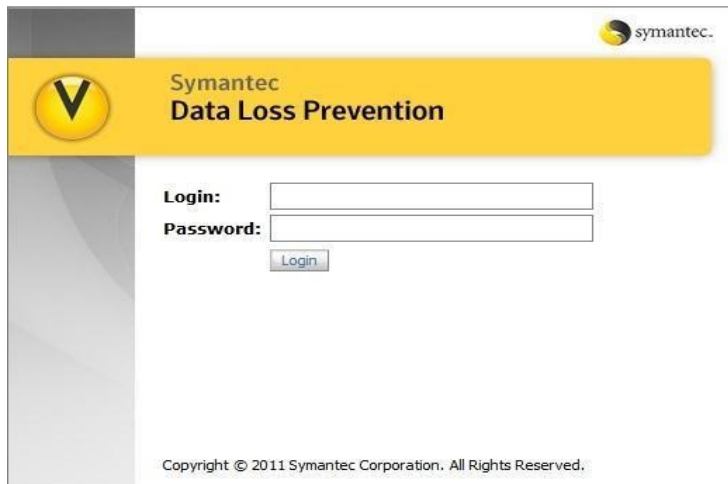 symantec.
V
Symantec
Data Loss Prevention
Login:
Password:
Login
Copyright © 2011 Symantec Corporation. All Rights Reserved.